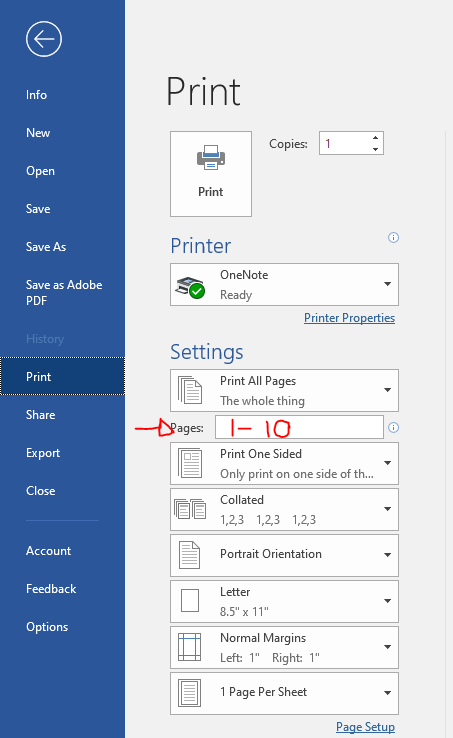 Info
New
Open
Save
Save As
Save as Adobe
PDF
History
Print
Share
Export
Close
Account
Feedback
Options
Print
Print
Copies: 1
Printer
OneNote
Ready
Printer Properties
Settings
Print All Pages
The whole thing
Pages: 1-10
Print One Sided
Only print on one side of th...
Collated
1,2,3 1,2,3 1,2,3
Portrait Orientation
Letter
8.5" x 11"
Normal Margins
Left: 1" Right: 1"
1 Page Per Sheet
Page Setup